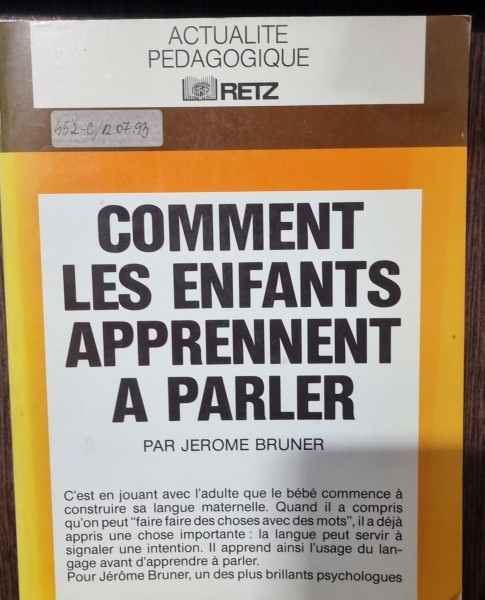 ACTUALITE
PEDAGOGIQUE
RETZ
452-C/12.07.93
COMMENT
LES ENFANTS
APPRENNENT
A PARLER
PAR JEROME BRUNER
C'est en jouant avec l'adulte que le bébé commence à
construire sa langue maternelle. Quand il a compris
qu'on peut "faire faire des choses avec des mots", il a déjà
appris une chose importante : la langue peut servir à
signaler une intention. Il apprend ainsi l'usage du lan-
gage avant d'apprendre à parler.
Pour Jérôme Bruner, un des plus brillants psychologues